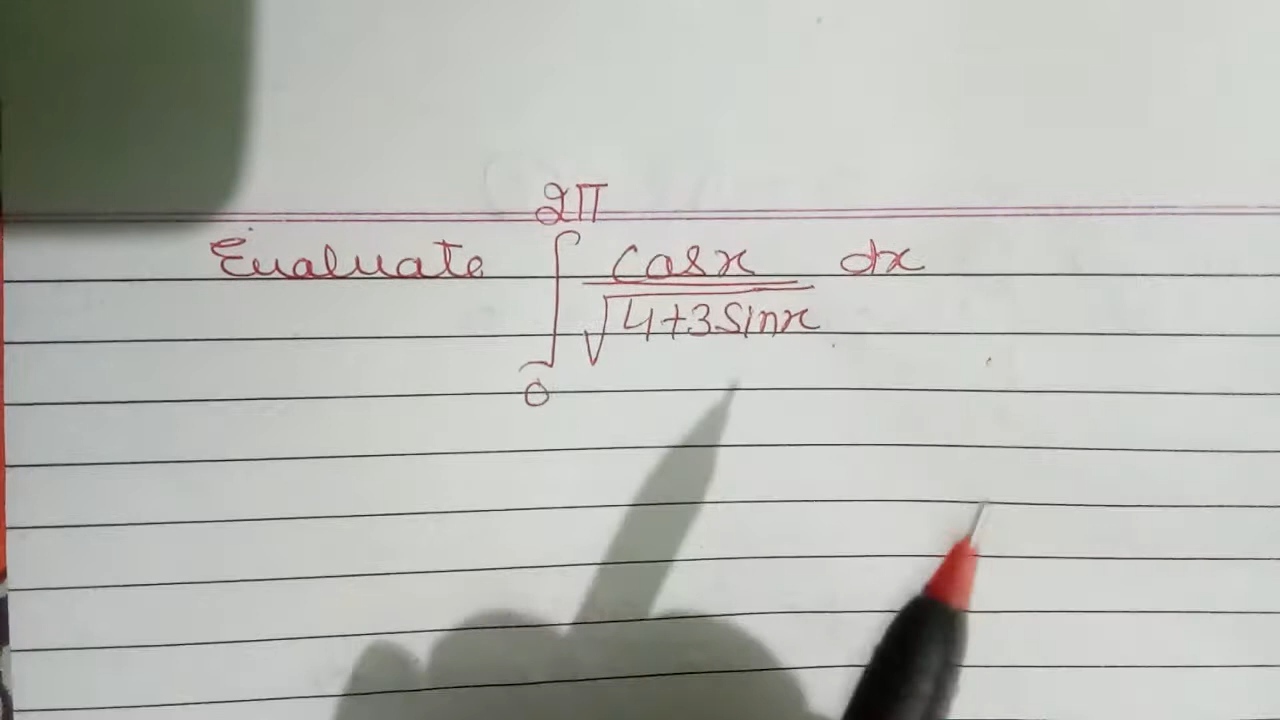 Evaluate ∫₀^{2π} cosx/√(4+3sinx) dx